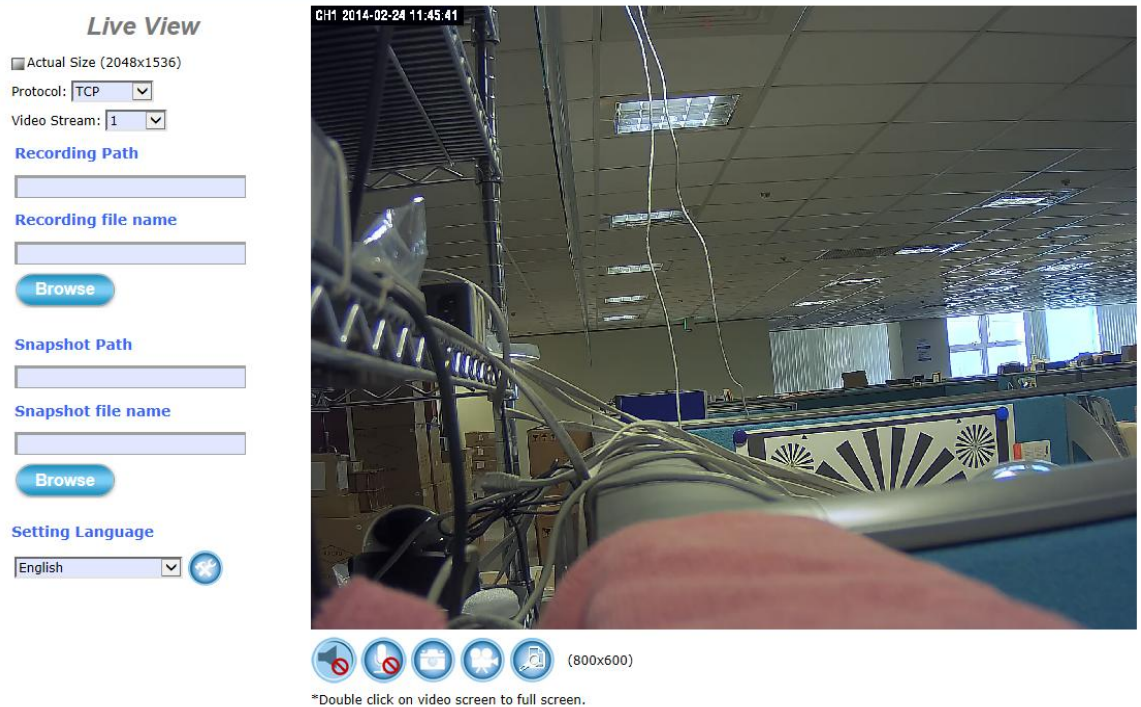 Live View
Actual Size (2048x1536)
Protocol: TCP
Video Stream: 1
Recording Path
Recording file name
Browse
Snapshot Path
Snapshot file name
Browse
Setting Language
English
CH1 2014-02-24 11:45:41
(800x600)
*Double click on video screen to full screen.